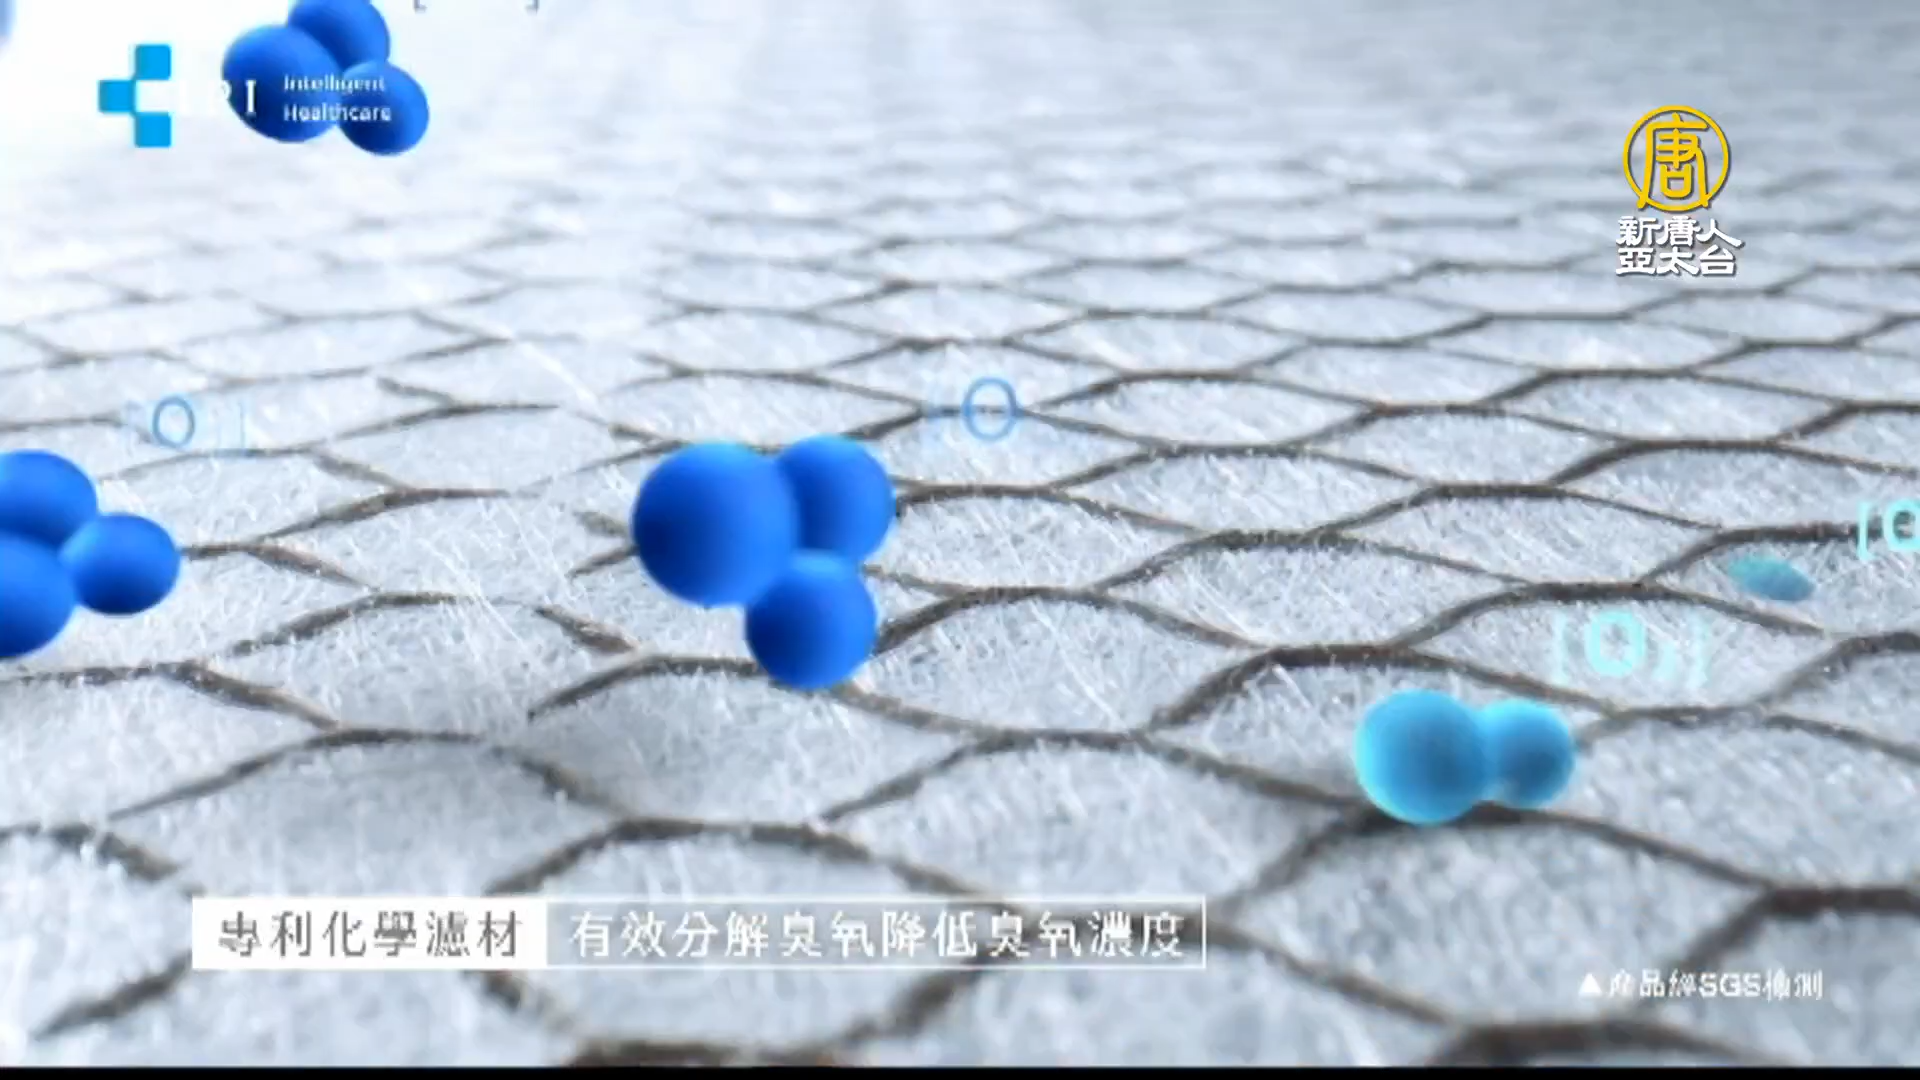 Intelligent
Healthcare
唐
新唐人
亞太台
[O
專利化學濾材 有效分解臭氧降低臭氧濃度
▲產品經SGS檢測